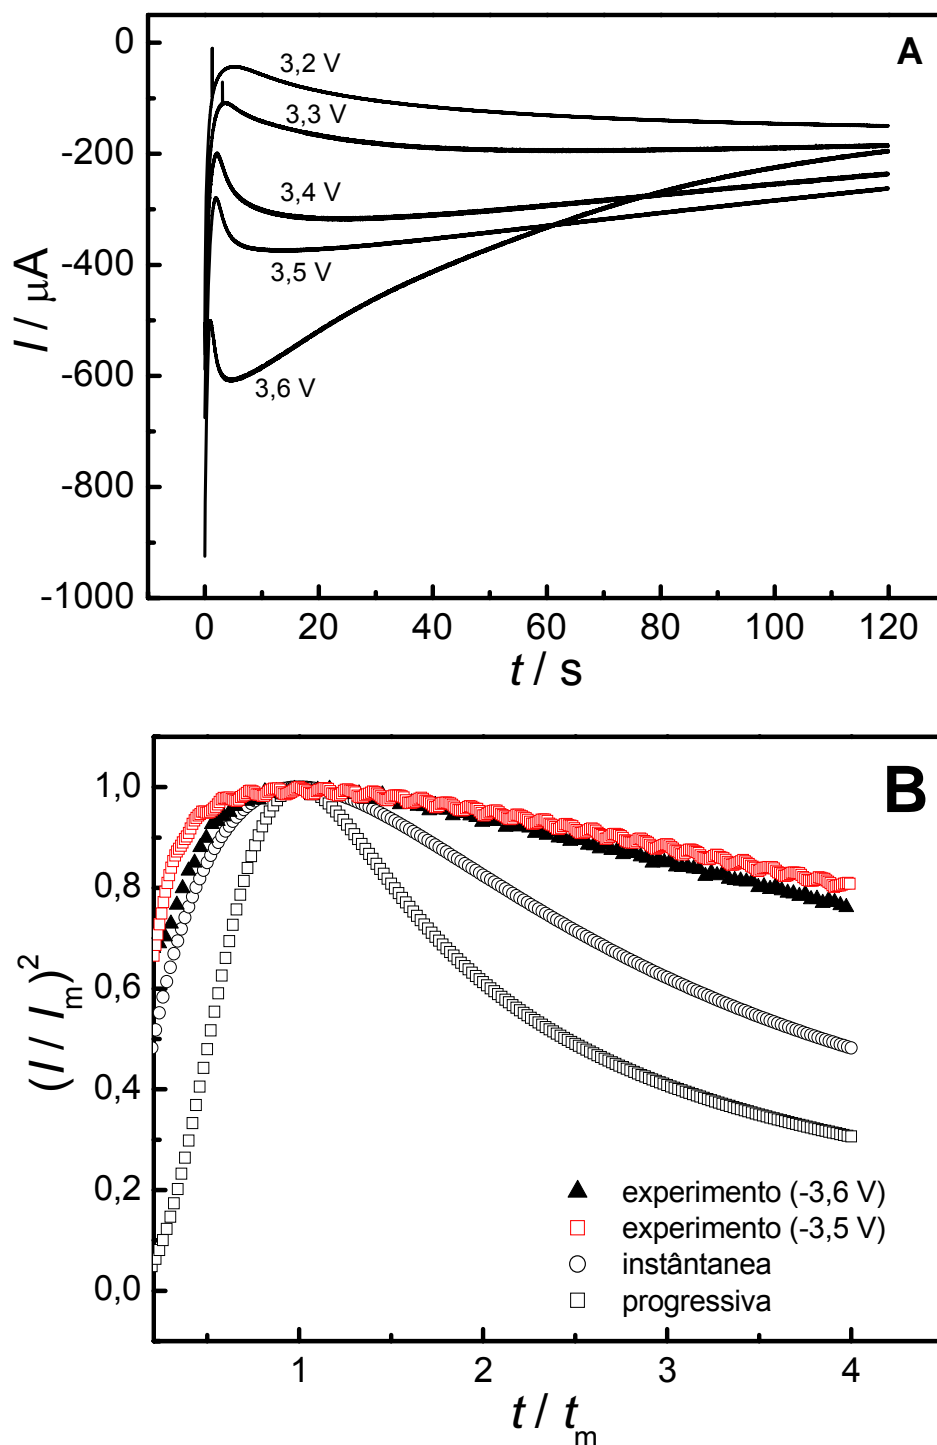 A
0
-200
-400
-600
-800
-1000
I / μA
3,2 V
3,3 V
3,4 V
3,5 V
3,6 V
0 20 40 60 80 100 120
t / s
B
1,0
0,8
0,6
0,4
0,2
0,0
(I / Im)²
experimento (-3,6 V)
experimento (-3,5 V)
instântanea
progressiva
1 2 3 4
t / tm